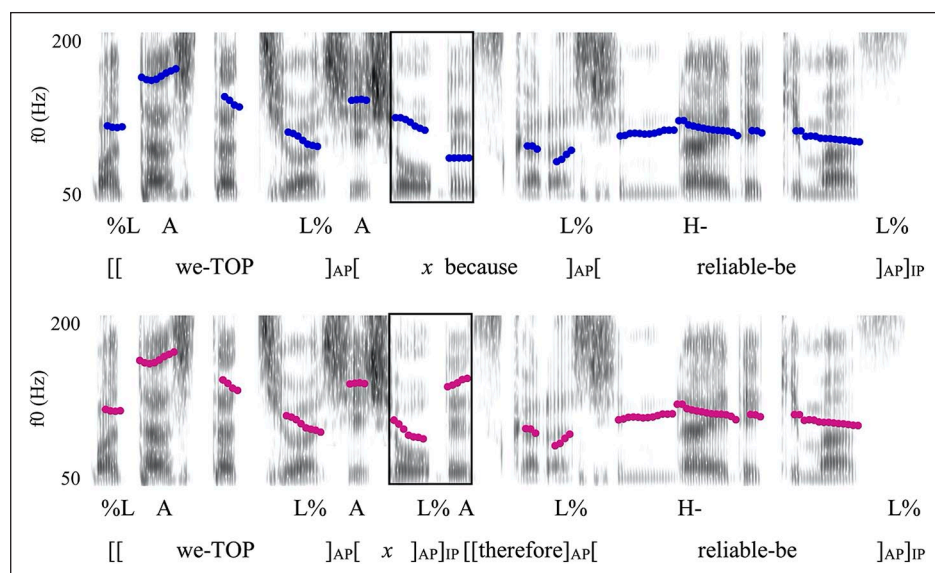 200
f0 (Hz)
50
%L A L% A L% H- L%
[[ we-TOP ]AP[ x because ]AP[ reliable-be ]AP]IP
200
f0 (Hz)
50
%L A L% A L% A L% H- L%
[[ we-TOP ]AP[ x ]AP]IP [[therefore]AP[ reliable-be ]AP]IP